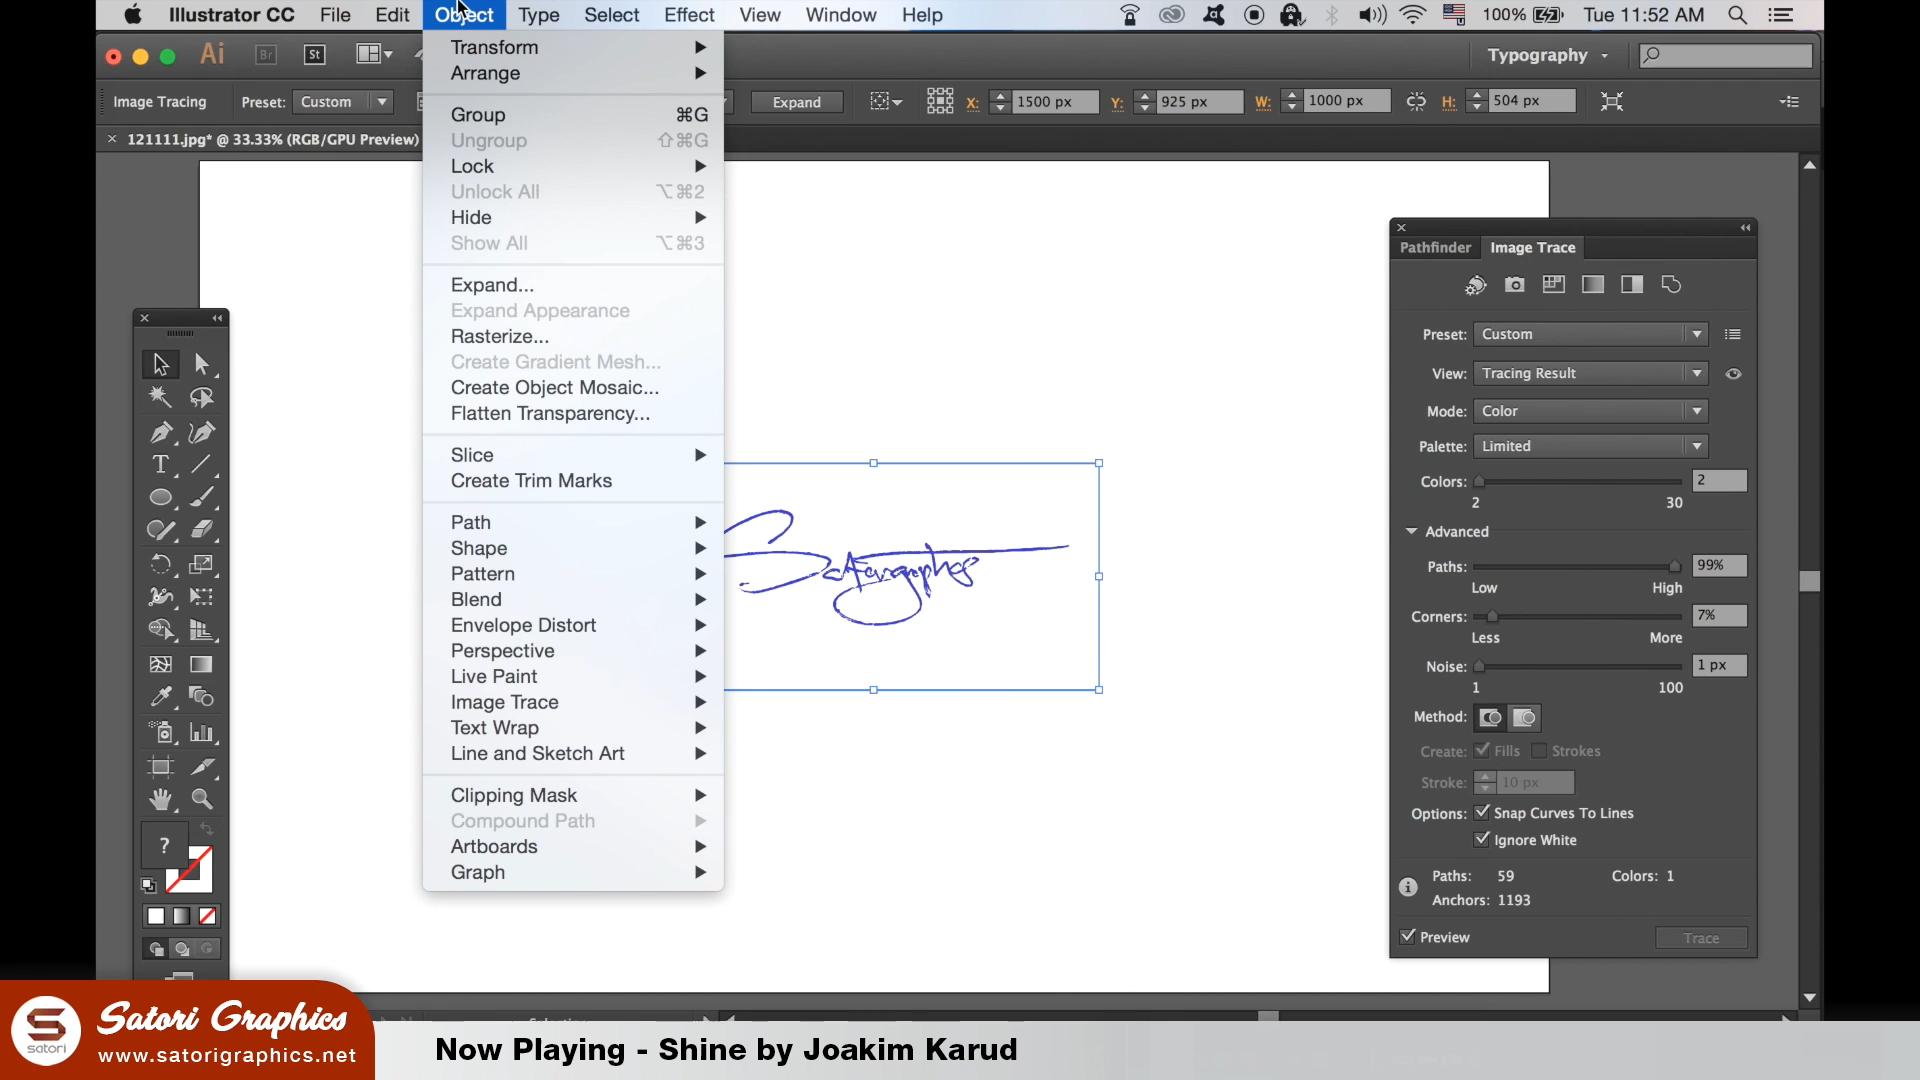 Illustrator CC File Edit Object Type Select Effect View Window Help 100% Tue 11:52 AM
Ai Br St Typography
Image Tracing Preset: Custom Expand X: 1500 px Y: 925 px W: 1000 px H: 504 px
121111.jpg* @ 33.33% (RGB/GPU Preview)
Transform
Arrange
Group ⌘G
Ungroup ⇧⌘G
Lock
Unlock All ⌥⌘2
Hide
Show All ⌥⌘3
Expand...
Expand Appearance
Rasterize...
Create Gradient Mesh...
Create Object Mosaic...
Flatten Transparency...
Slice
Create Trim Marks
Path
Shape
Pattern
Blend
Envelope Distort
Perspective
Live Paint
Image Trace
Text Wrap
Line and Sketch Art
Clipping Mask
Compound Path
Artboards
Graph
Pathfinder Image Trace
Preset: Custom
View: Tracing Result
Mode: Color
Palette: Limited
Colors: 2
2 30
Advanced
Paths: 99%
Low High
Corners: 7%
Less More
Noise: 1 px
1 100
Method:
Create: Fills Strokes
Stroke: 10 px
Options: Snap Curves To Lines
Ignore White
Paths: 59 Colors: 1
Anchors: 1193
Preview Trace
?
satori
Satori Graphics
www.satorigraphics.net
Now Playing - Shine by Joakim Karud